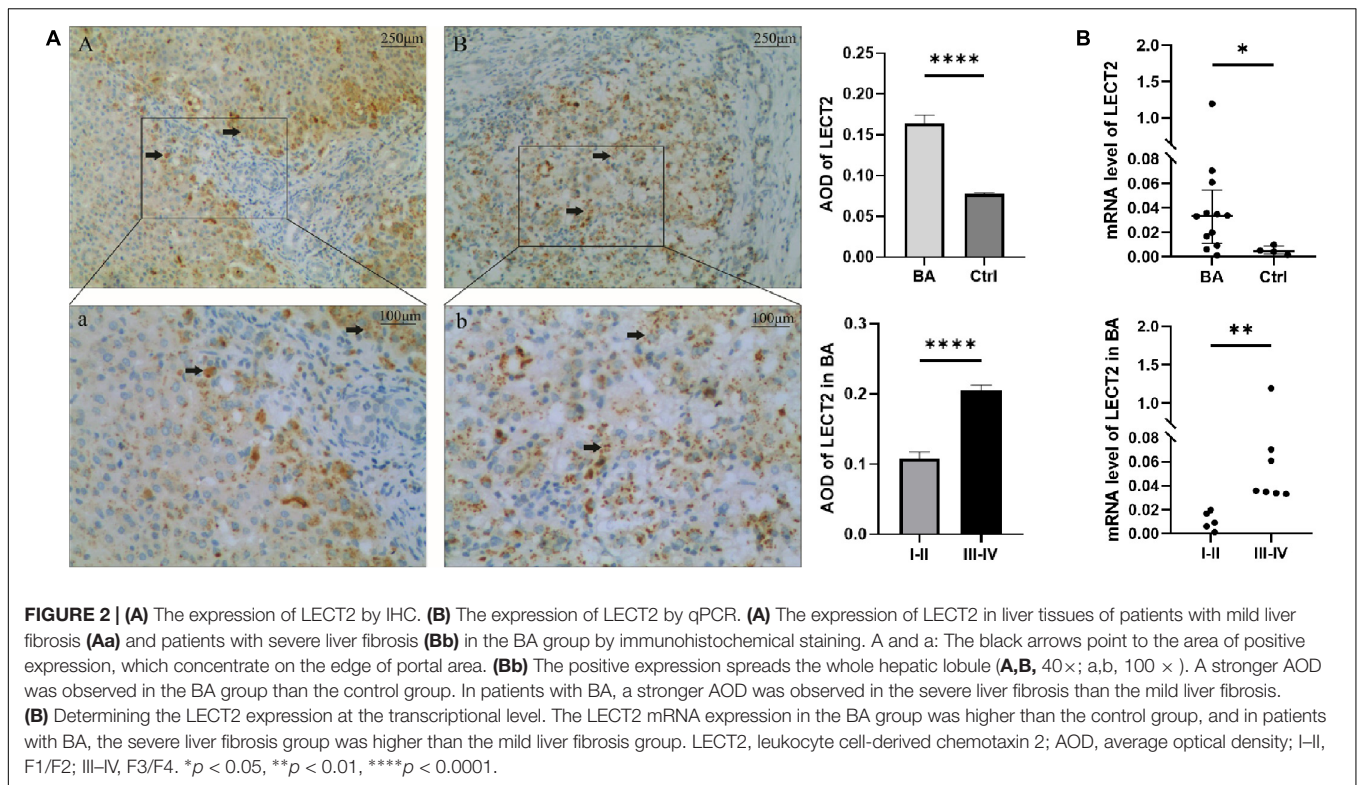 A
A
250μm
B
250μm
a
100μm
b
100μm
AOD of LECT2
0.25
0.20
0.15
0.10
0.05
0.00
****
BA
Ctrl
AOD of LECT2 in BA
0.3
0.2
0.1
0.0
****
I-II
III-IV
B
mRNA level of LECT2
2.0
1.5
1.0
0.5
0.08
0.06
0.04
0.02
0.00
*
BA
Ctrl
mRNA level of LECT2 in BA
2.0
1.5
1.0
0.5
0.08
0.06
0.04
0.02
0.00
**
I-II
III-IV
FIGURE 2 | (A) The expression of LECT2 by IHC. (B) The expression of LECT2 by qPCR. (A) The expression of LECT2 in liver tissues of patients with mild liver
fibrosis (Aa) and patients with severe liver fibrosis (Bb) in the BA group by immunohistochemical staining. A and a: The black arrows point to the area of positive
expression, which concentrate on the edge of portal area. (Bb) The positive expression spreads the whole hepatic lobule (A,B, 40×; a,b, 100 × ). A stronger AOD
was observed in the BA group than the control group. In patients with BA, a stronger AOD was observed in the severe liver fibrosis than the mild liver fibrosis.
(B) Determining the LECT2 expression at the transcriptional level. The LECT2 mRNA expression in the BA group was higher than the control group, and in patients
with BA, the severe liver fibrosis group was higher than the mild liver fibrosis group. LECT2, leukocyte cell-derived chemotaxin 2; AOD, average optical density; I–II,
F1/F2; III–IV, F3/F4. *p < 0.05, **p < 0.01, ****p < 0.0001.